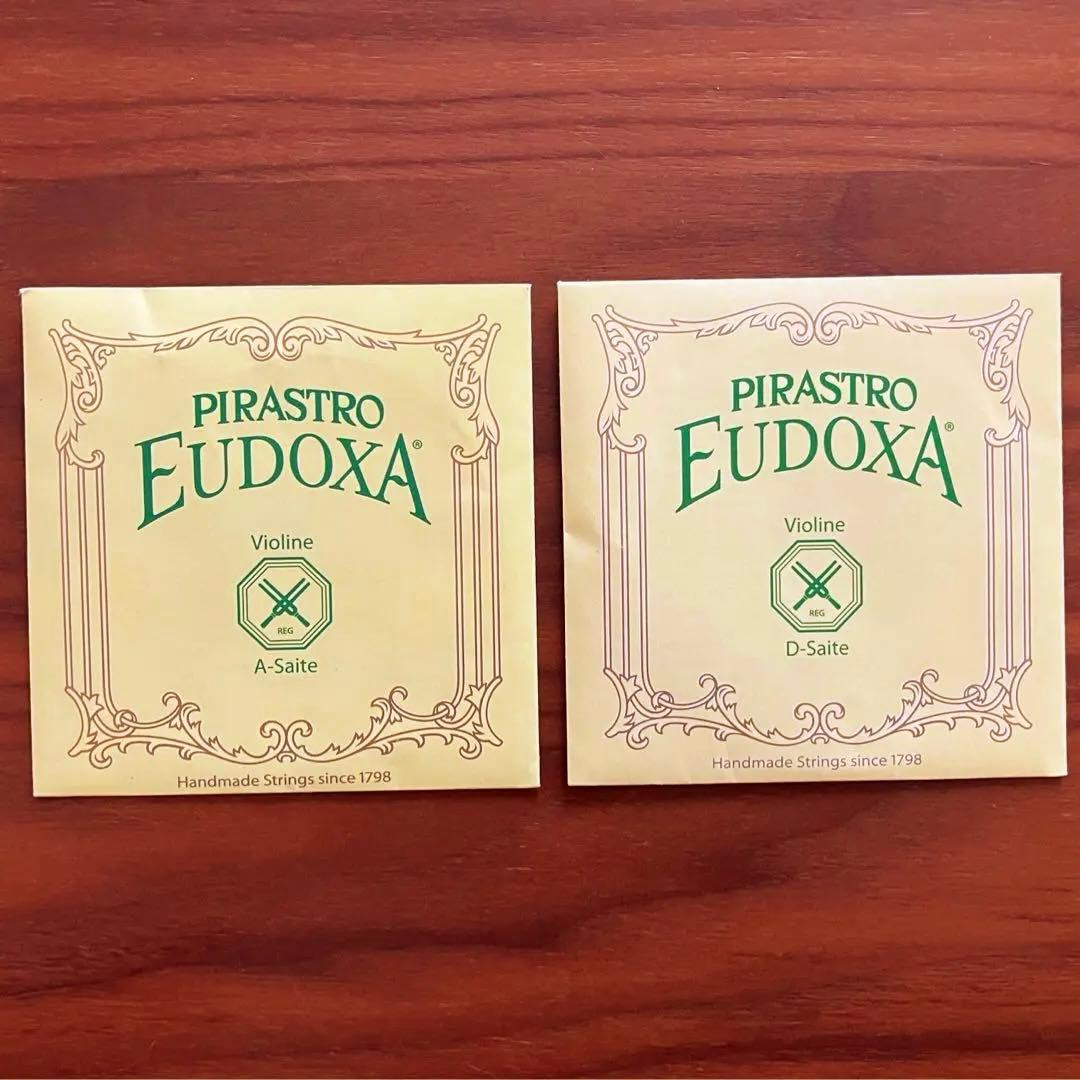 PIRASTRO
EUDOXA®
Violine
REG
A-Saite
Handmade Strings since 1798
PIRASTRO
EUDOXA®
Violine
REG
D-Saite
Handmade Strings since 1798